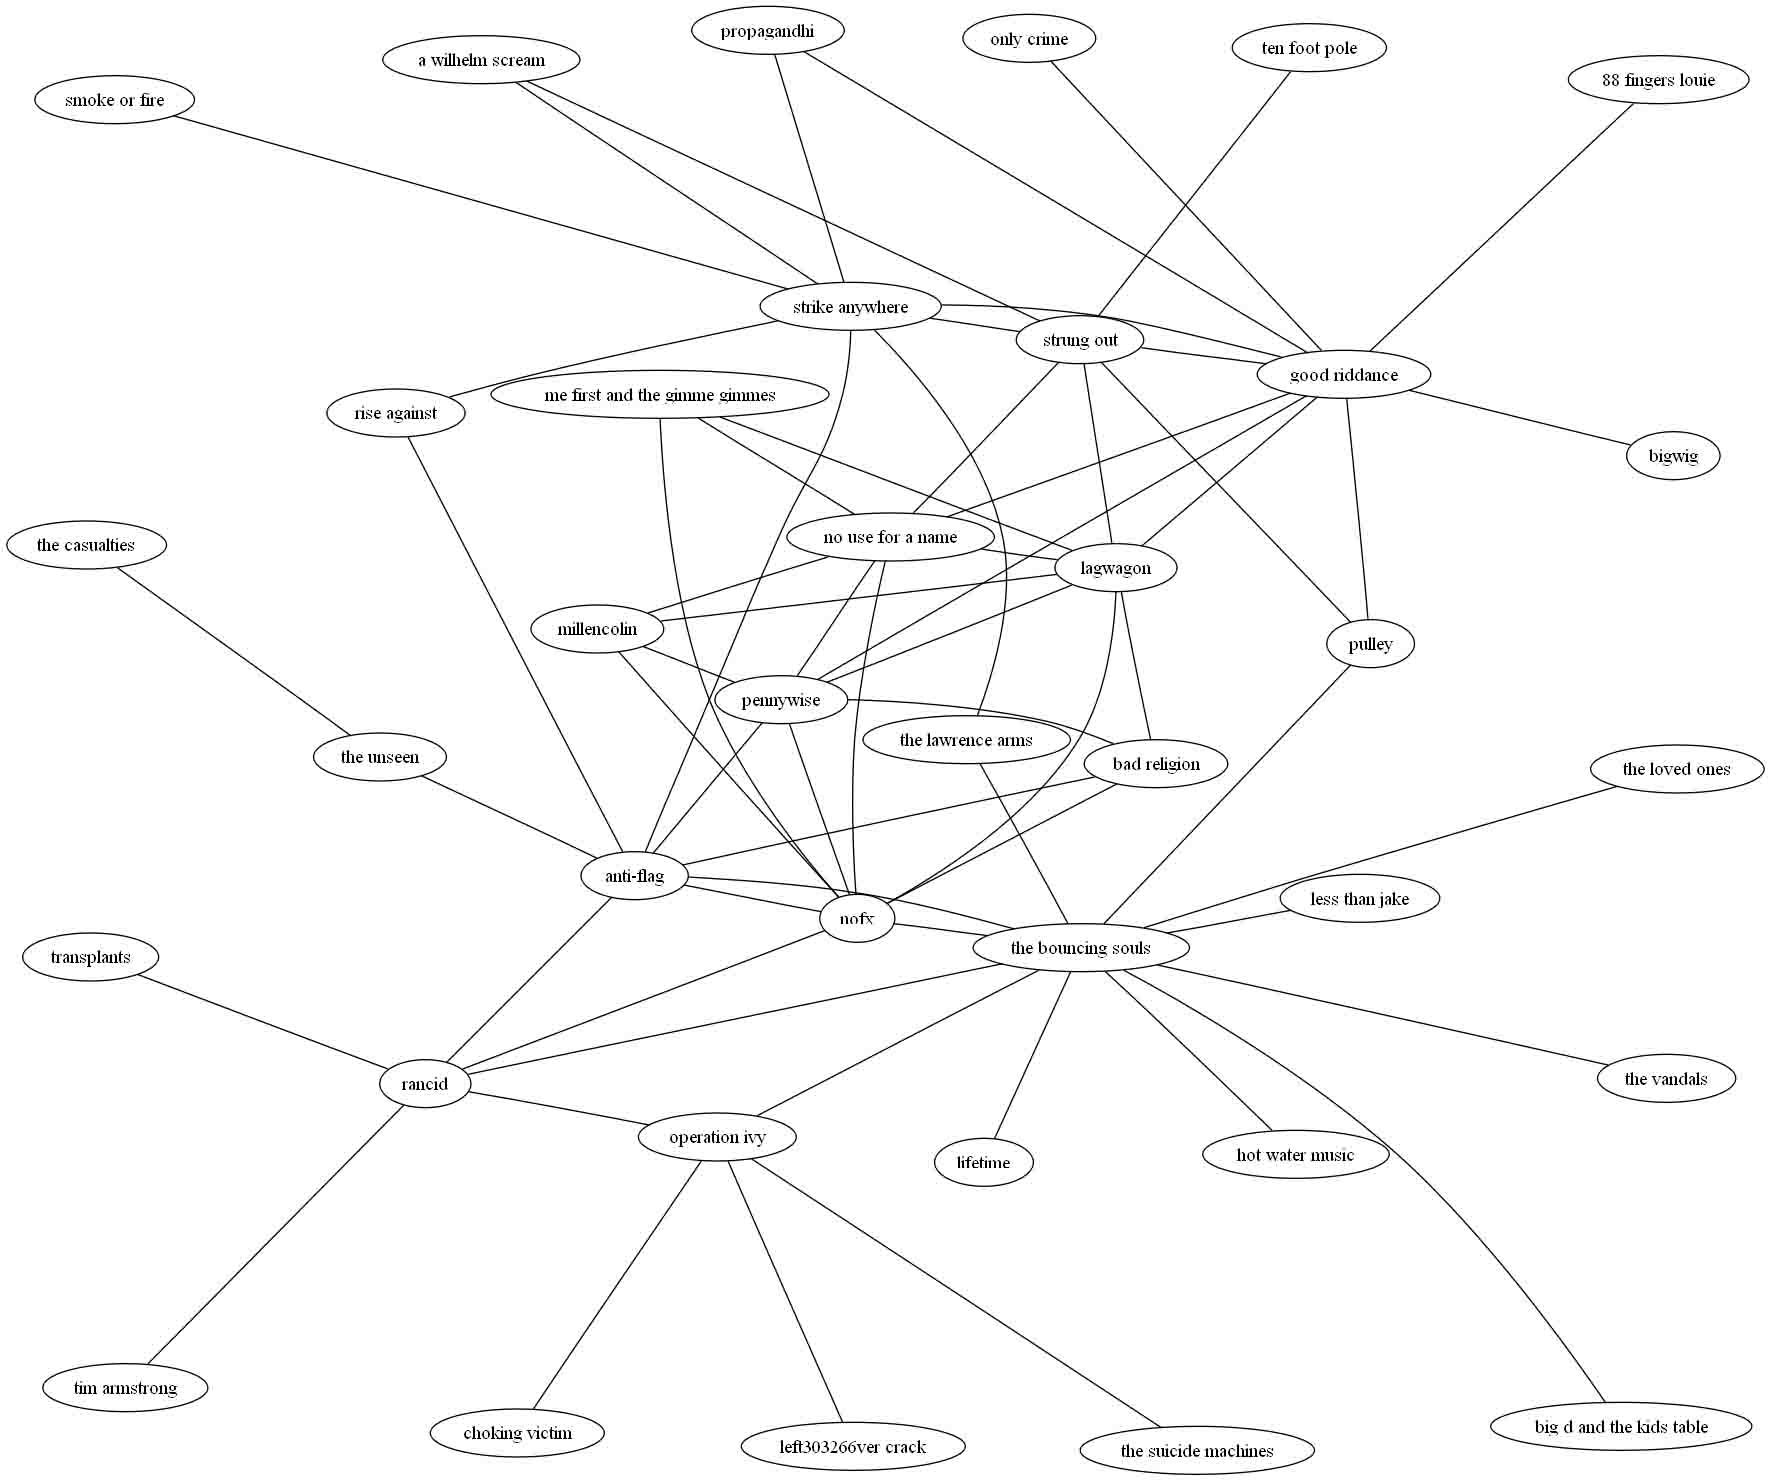 propagandhi
only crime
ten foot pole
a wilhelm scream
88 fingers louie
smoke or fire
strike anywhere
strung out
good riddance
me first and the gimme gimmes
rise against
bigwig
no use for a name
the casualties
lagwagon
millencolin
pulley
pennywise
the lawrence arms
the unseen
bad religion
the loved ones
anti-flag
less than jake
nofx
the bouncing souls
transplants
rancid
the vandals
operation ivy
lifetime
hot water music
tim armstrong
big d and the kids table
choking victim
left303266ver crack
the suicide machines